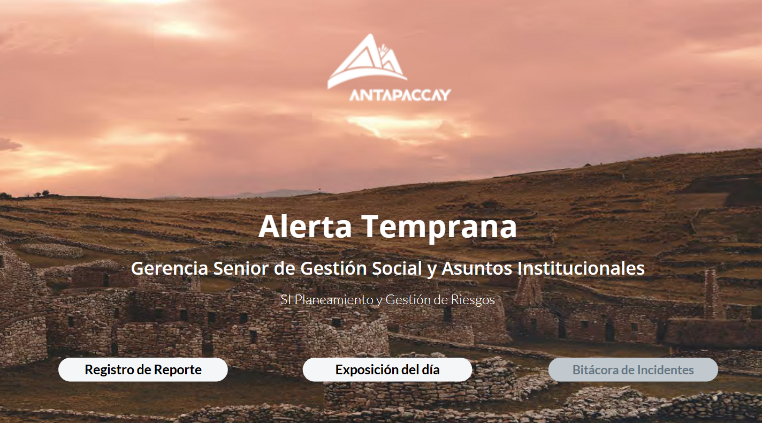 ANTAPACCAY
Alerta Temprana
Gerencia Senior de Gestión Social y Asuntos Institucionales
SI Planeamiento y Gestión de Riesgos
Registro de Reporte
Exposición del día
Bitácora de Incidentes